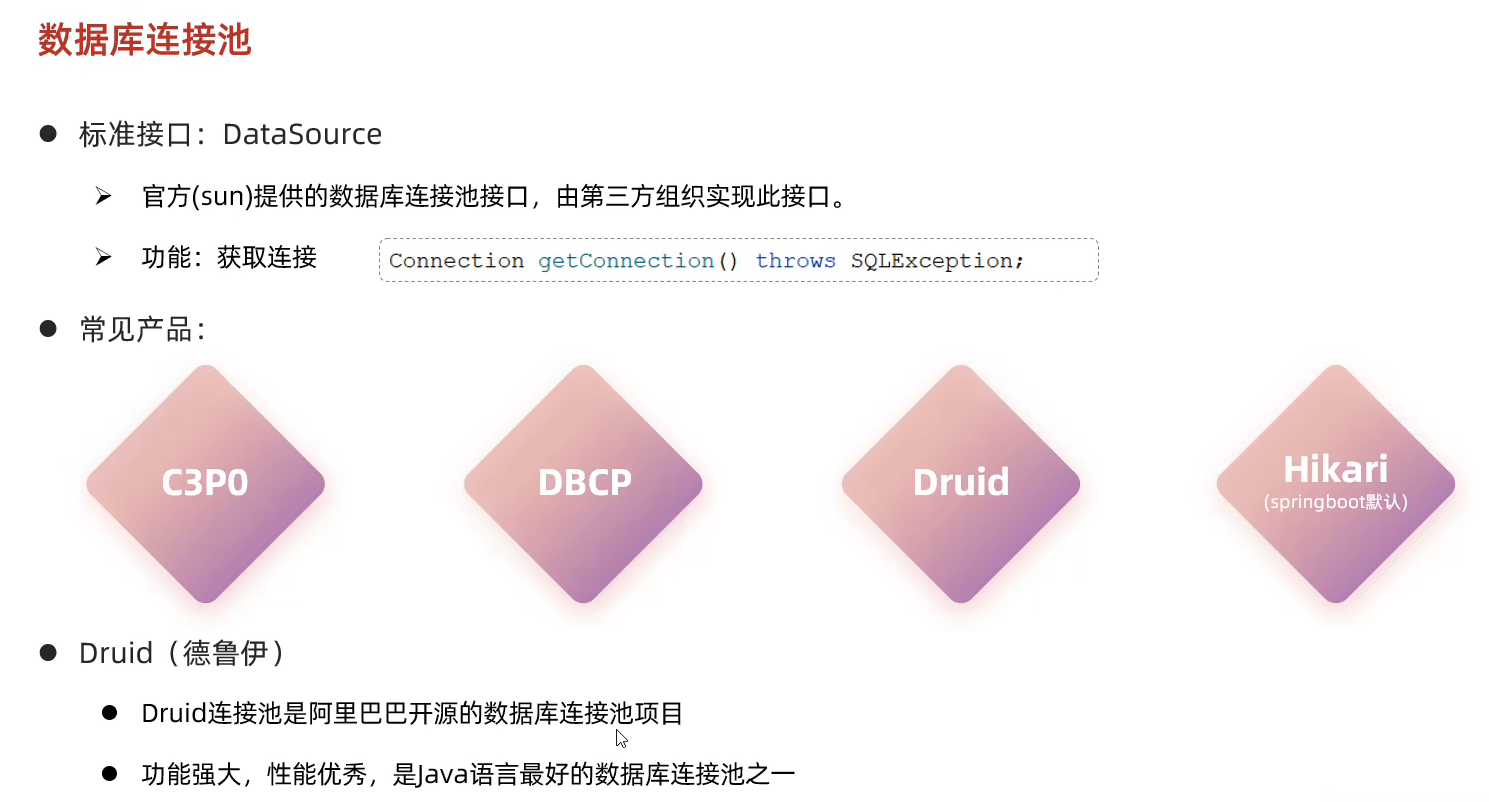 数据库连接池
标准接口：DataSource
官方(sun)提供的数据库连接池接口，由第三方组织实现此接口。
功能：获取连接
Connection getConnection() throws SQLException;
常见产品：
C3P0
DBCP
Druid
Hikari
(springboot默认)
Druid（德鲁伊）
Druid连接池是阿里巴巴开源的数据库连接池项目
功能强大，性能优秀，是Java语言最好的数据库连接池之一